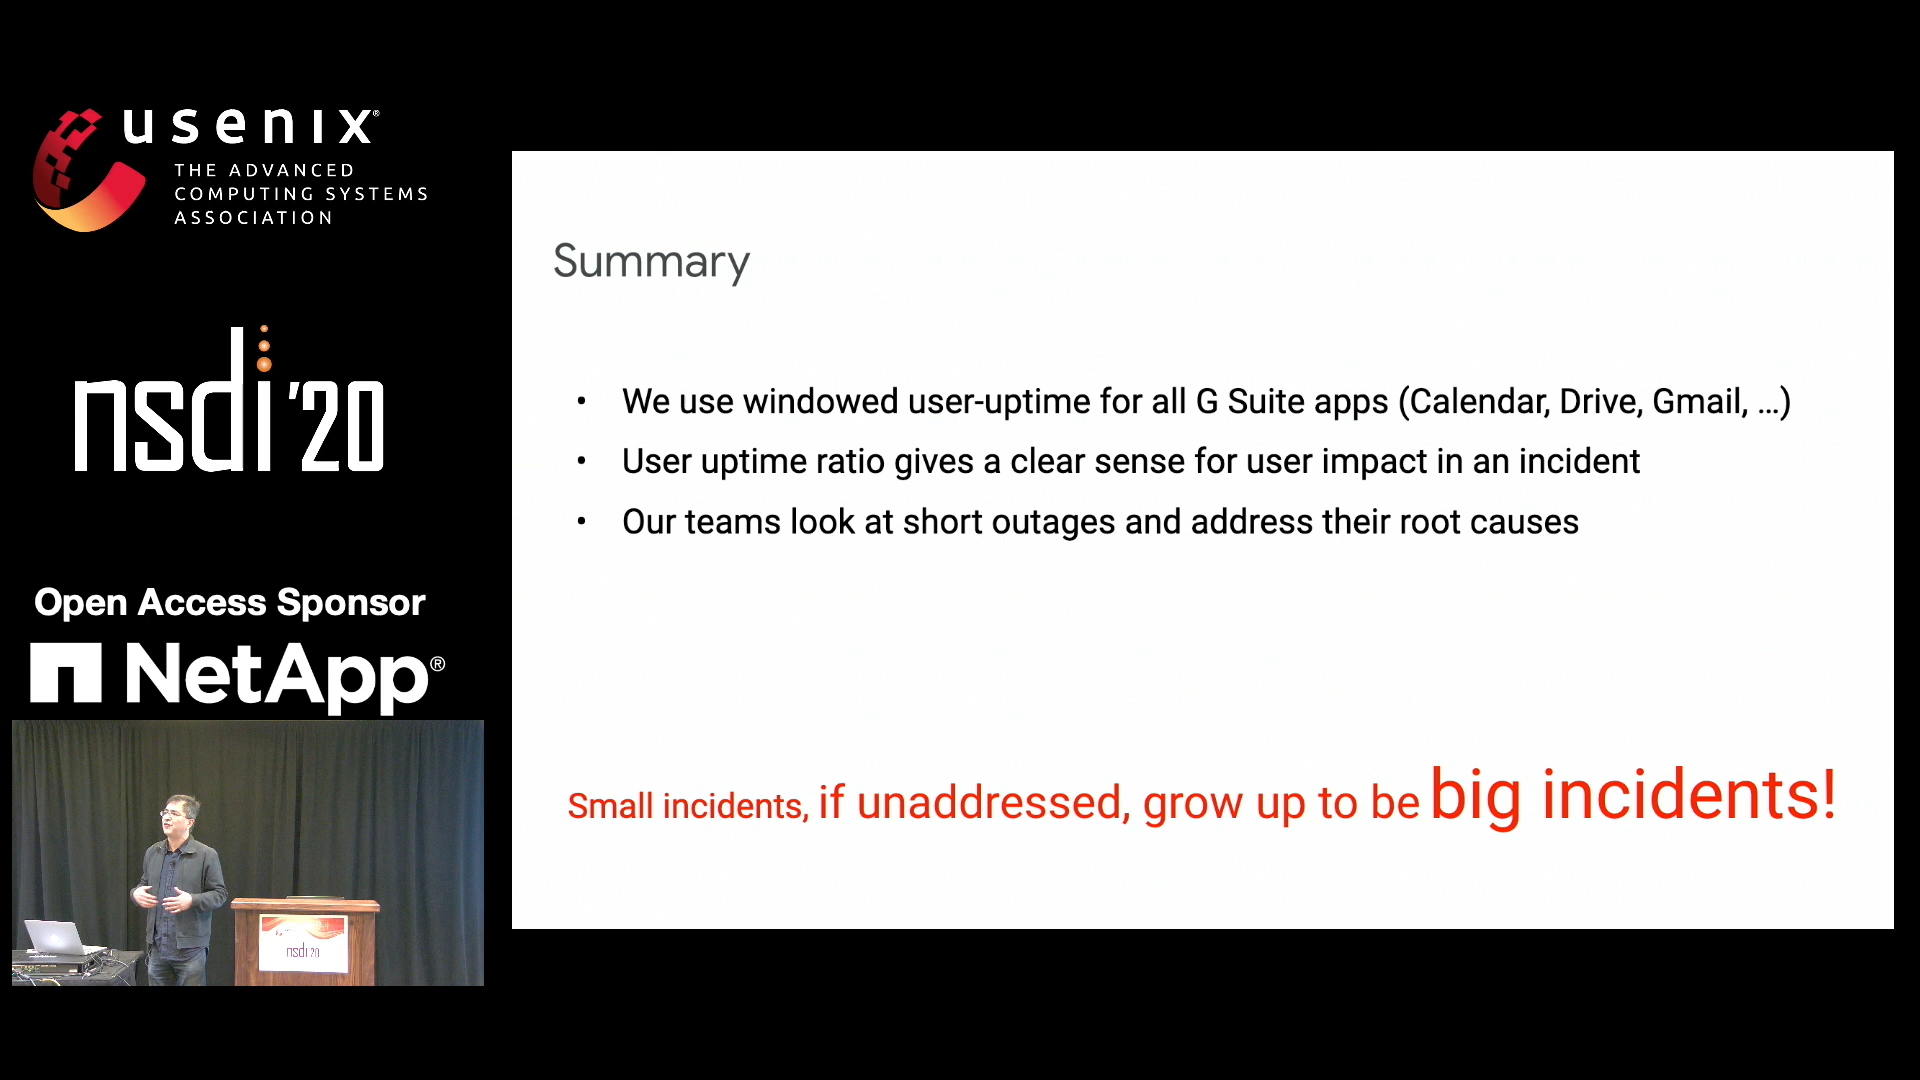 usenix®
THE ADVANCED
COMPUTING SYSTEMS
ASSOCIATION
nsdi '20
Open Access Sponsor
NetApp®
Summary
• We use windowed user-uptime for all G Suite apps (Calendar, Drive, Gmail, ...)
• User uptime ratio gives a clear sense for user impact in an incident
• Our teams look at short outages and address their root causes
Small incidents, if unaddressed, grow up to be big incidents!
nsdi '20